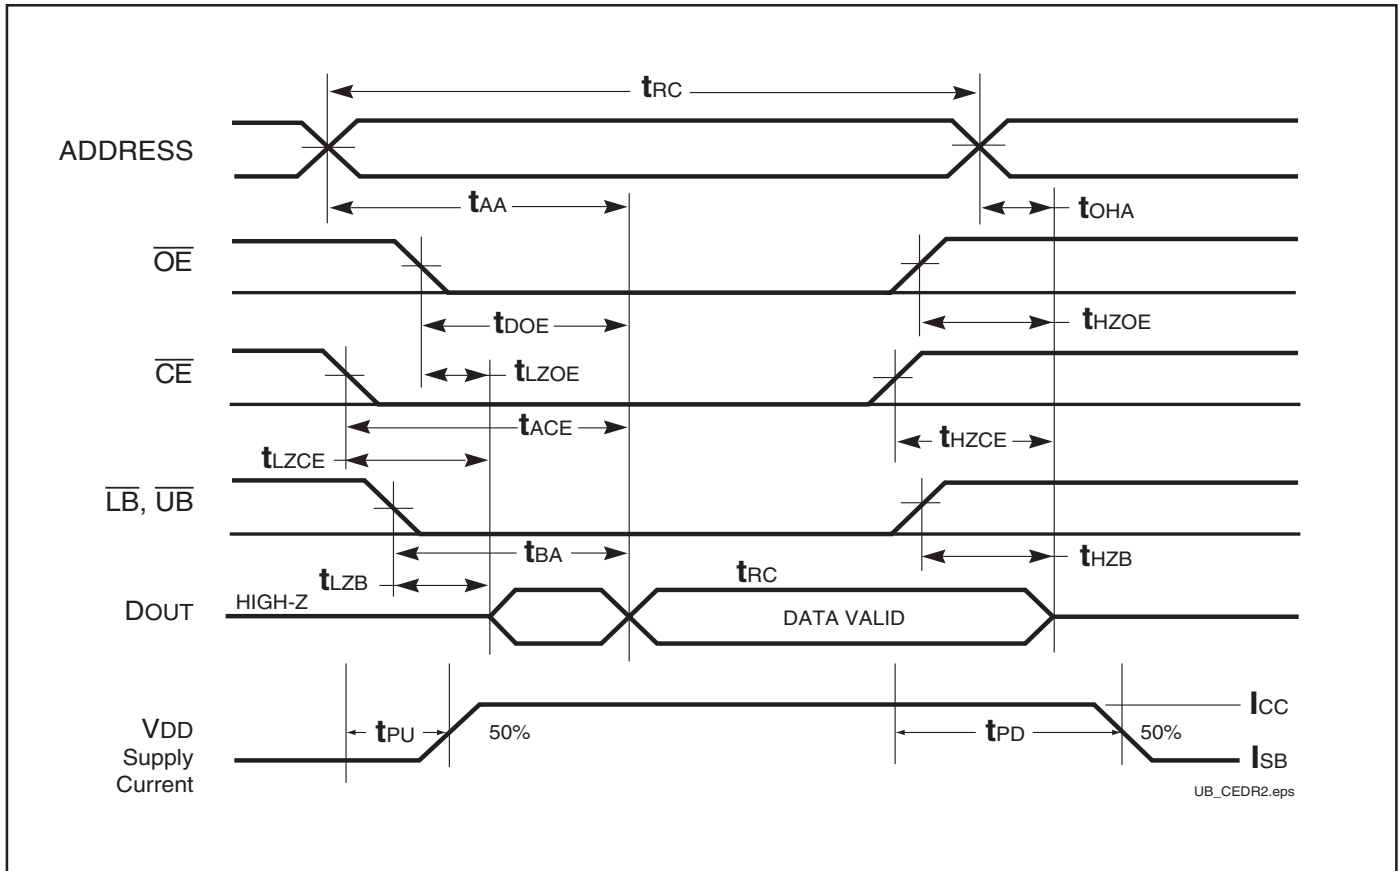 tRC
ADDRESS
tAA
tOHA
OE
tDOE
tHZOE
CE
tLZOE
tACE
tHZCE
tLZCE
LB, UB
tBA
tHZB
tLZB
tRC
DOUT
HIGH-Z
DATA VALID
ICC
VDD
Supply
Current
tPU
50%
tPD
50%
ISB
UB_CEDR2.eps